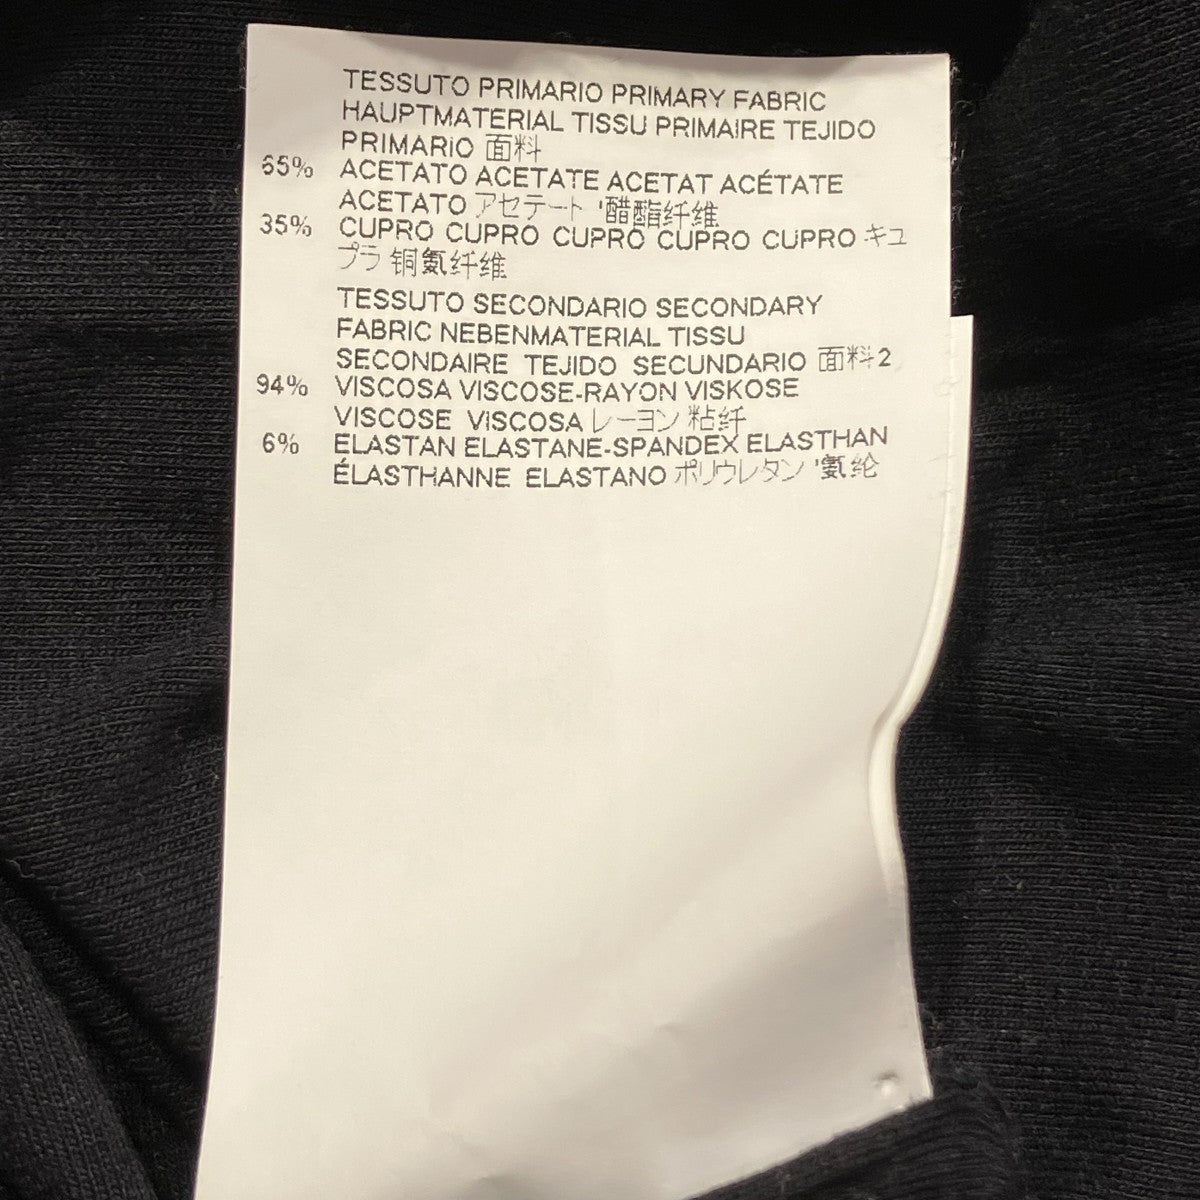 TESSUTO PRIMARIO PRIMARY FABRIC
HAUPTMATERIAL TISSU PRIMAIRE TEJIDO
PRIMARIO 面料
65% ACETATO ACETATE ACETAT ACÉTATE
ACETATO アセテート '醋酯纤维
35% CUPRO CUPRO CUPRO CUPRO CUPRO キュ
プラ 铜氨纤维
TESSUTO SECONDARIO SECONDARY
FABRIC NEBENMATERIAL TISSU
SECONDAIRE TEJIDO SECUNDARIO 面料2
94% VISCOSA VISCOSE-RAYON VISKOSE
VISCOSE VISCOSA レーヨン 粘纤
6% ELASTAN ELASTANE-SPANDEX ELASTHAN
ÉLASTHANNE ELASTANO ポリウレタン '氨纶